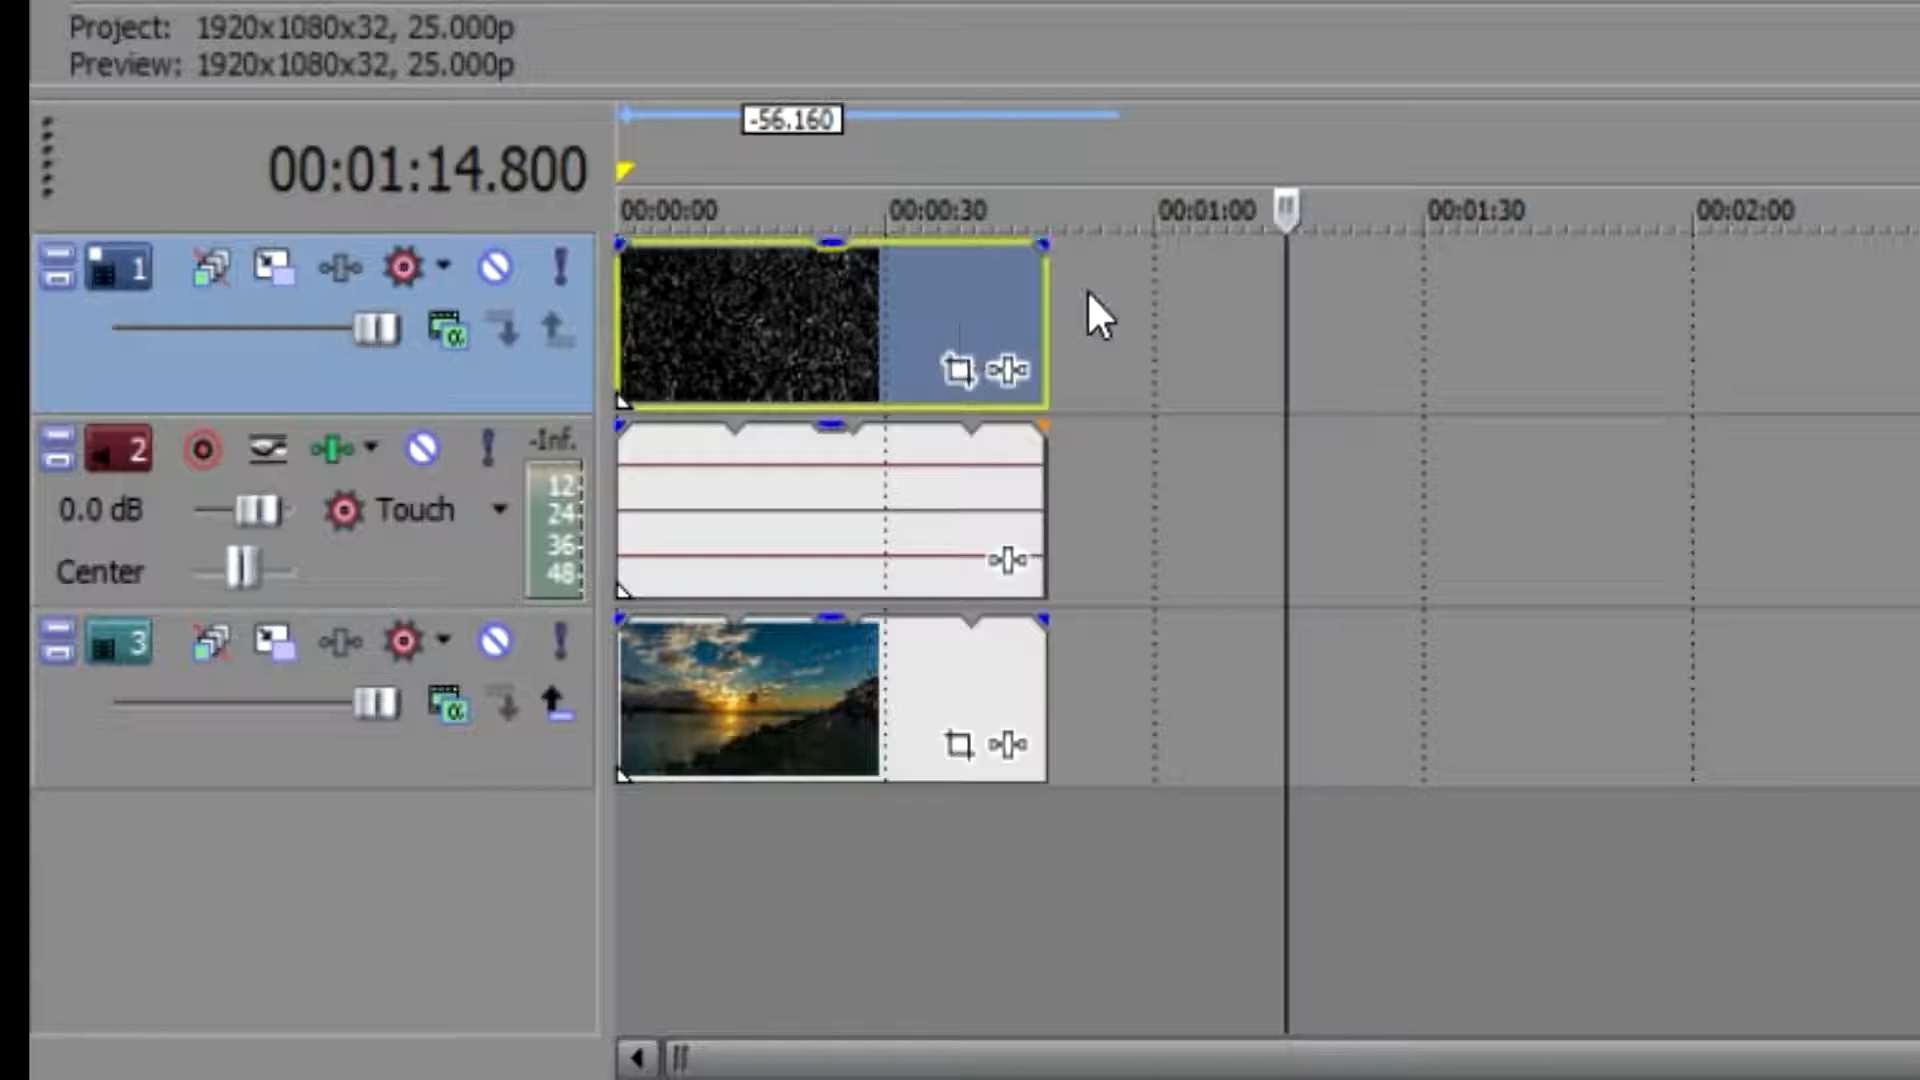 Project: 1920x1080x32, 25.000p
Preview: 1920x1080x32, 25.000p
-56.160
00:01:14.800
00:00:00 00:00:30 00:01:00 00:01:30 00:02:00
1
2 -Inf.
12
24
36
48
0.0 dB Touch
Center
3